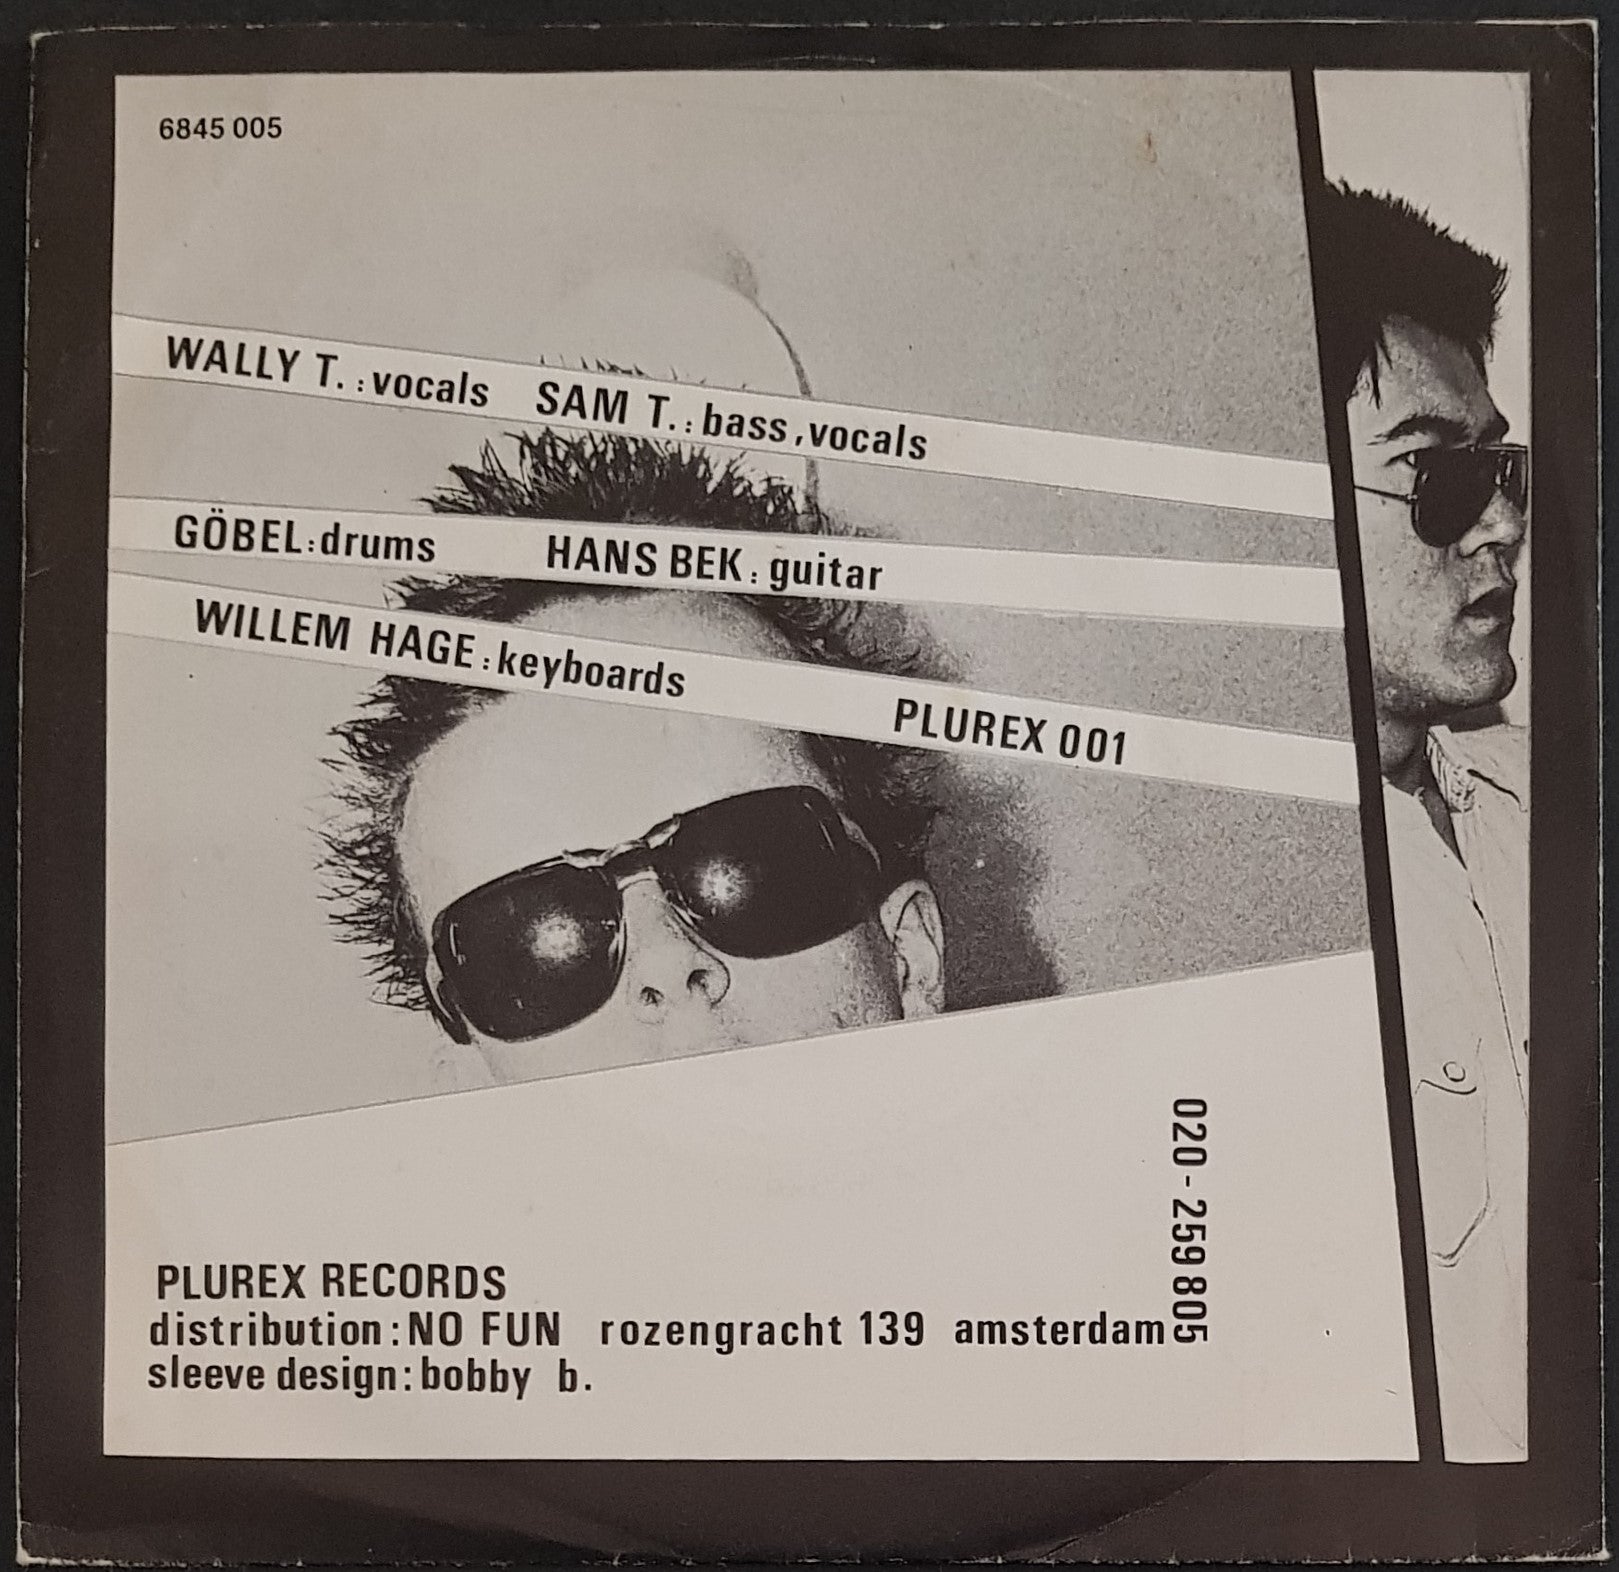 6845 005
WALLY T. : vocals SAM T. : bass, vocals
GÖBEL : drums HANS BEK : guitar
WILLEM HAGE : keyboards PLUREX 001
020 - 259 805
PLUREX RECORDS
distribution : NO FUN rozengracht 139 amsterdam
sleeve design : bobby b.